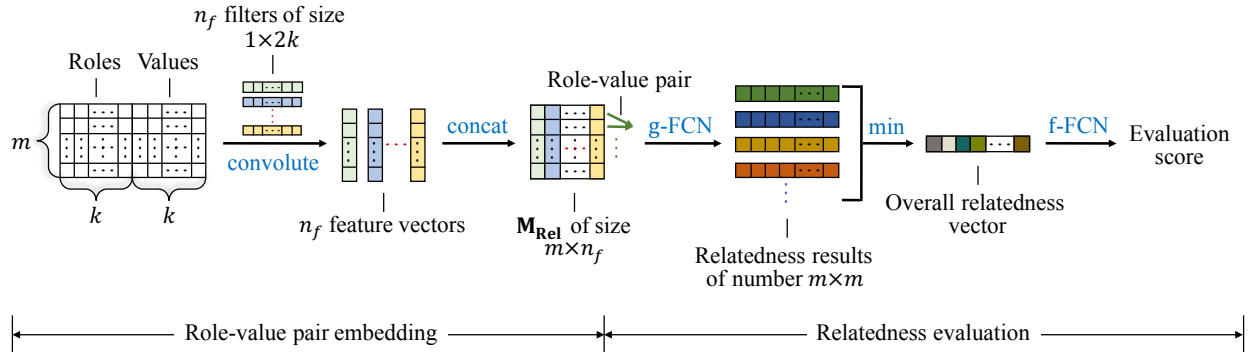 n_f filters of size
1×2k
Roles
Values
m
k
k
convolute
n_f feature vectors
concat
M_Rel of size
m×n_f
Role-value pair
g-FCN
Relatedness results
of number m×m
min
Overall relatedness
vector
f-FCN
Evaluation
score
Role-value pair embedding
Relatedness evaluation